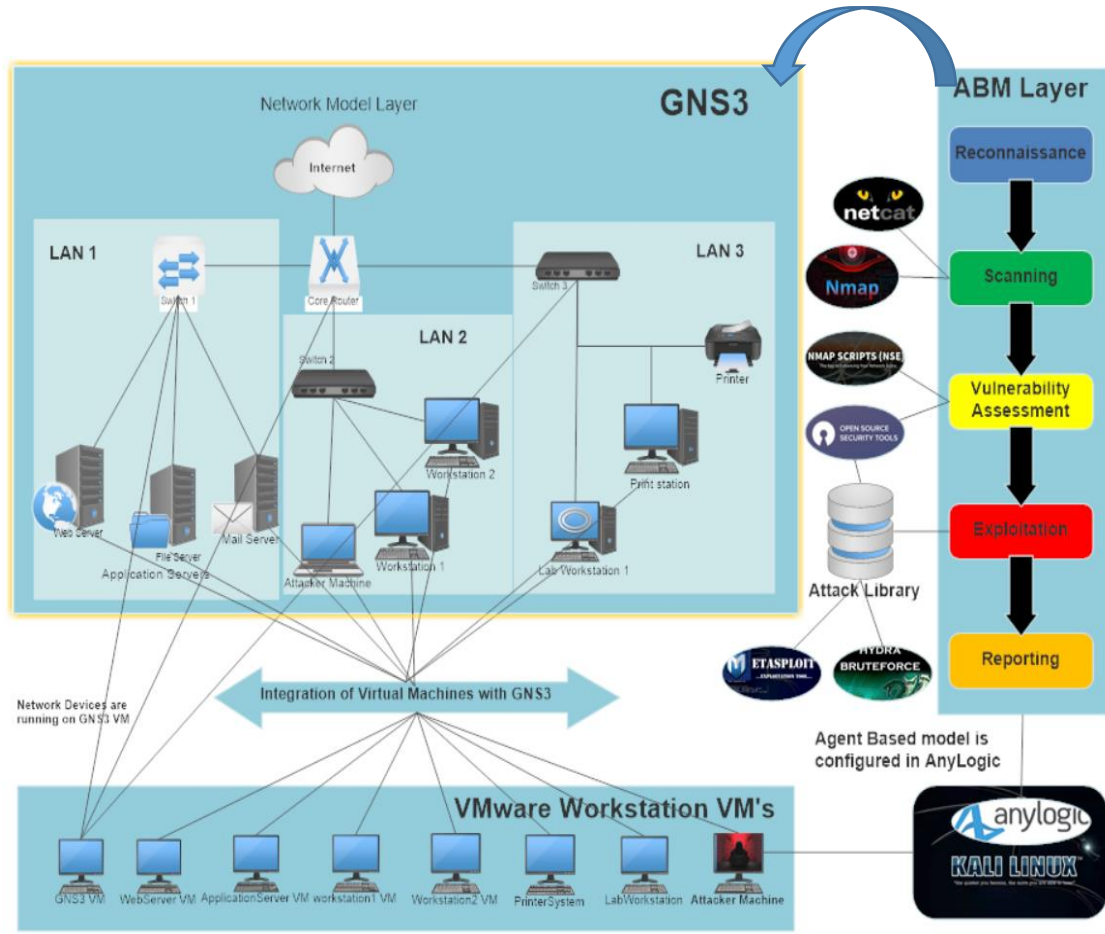 Network Model Layer
GNS3
Internet
LAN 1
Switch 1
Core Router
LAN 2
Switch 2
LAN 3
Switch 3
Printer
Web Server
File Server
Application Servers
Mail Server
Attacker Machine
Workstation 1
Workstation 2
Print station
Lab Workstation 1
ABM Layer
Reconnaissance
netcat
Nmap
Scanning
NMAP SCRIPTS (NSE)
OPEN SOURCE
SECURITY TOOLS
Vulnerability
Assessment
Exploitation
Attack Library
METASPLOIT
...EXPLOITATION TOOL...
HYDRA
BRUTEFORCE
Reporting
Network Devices are
running on GNS3 VM
Integration of Virtual Machines with GNS3
Agent Based model is
configured in AnyLogic
VMware Workstation VM's
GNS3 VM
WebServer VM
ApplicationServer VM
workstation1 VM
Workstation2 VM
PrinterSystem
LabWorkstation
Attacker Machine
anylogic
KALI LINUX